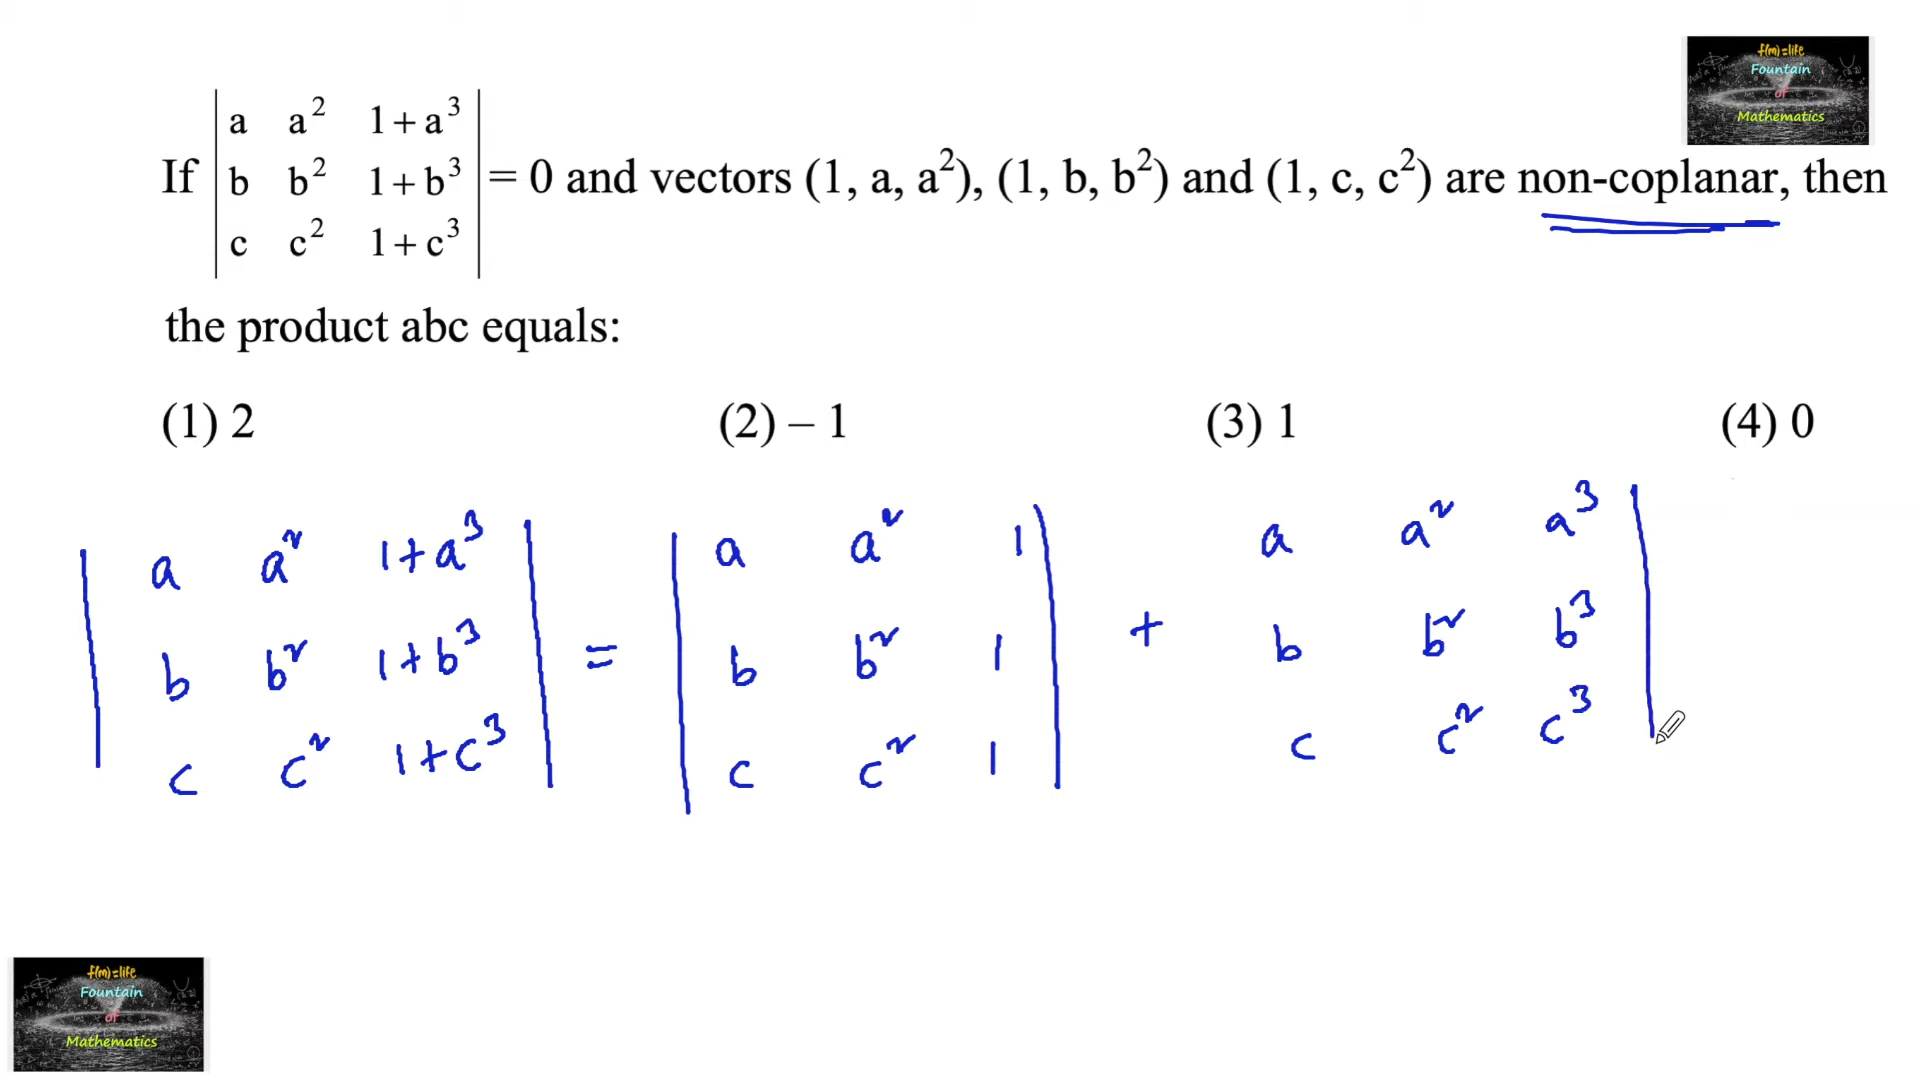 f(m)=life
Fountain
of
Mathematics
If | a a² 1+a³ |
| b b² 1+b³ | = 0 and vectors (1, a, a²), (1, b, b²) and (1, c, c²) are non-coplanar, then
| c c² 1+c³ |
the product abc equals:
(1) 2 (2) – 1 (3) 1 (4) 0
| a a² 1+a³ | | a a² 1 | a a² a³ |
| b b² 1+b³ | = | b b² 1 | + b b² b³ |
| c c² 1+c³ | | c c² 1 | c c² c³ |
f(m)=life
Fountain
of
Mathematics